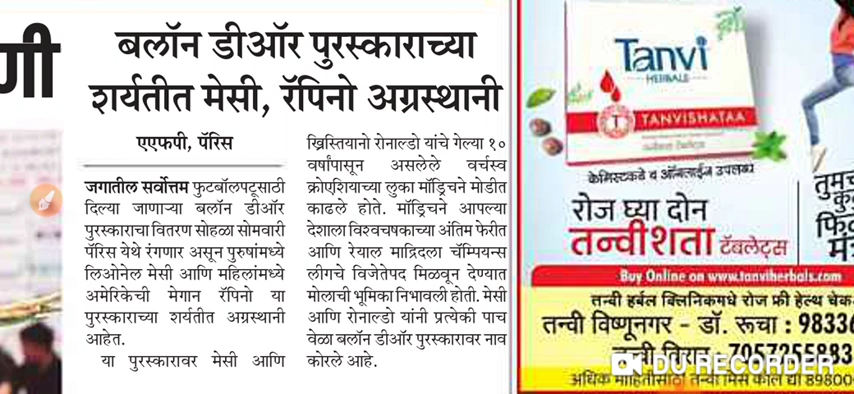 गी
बलॉन डीऑर पुरस्काराच्या
शर्यतीत मेसी, रॅपिनो अग्रस्थानी
एएफपी, पॅरिस
जगातील सर्वोत्तम फुटबॉलपटूसाठी
दिल्या जाणाऱ्या बलॉन डीऑर
पुरस्काराचा वितरण सोहळा सोमवारी
पॅरिस येथे रंगणार असून पुरुषांमध्ये
लिओनेल मेसी आणि महिलांमध्ये
अमेरिकेची मेगान रॅपिनो या
पुरस्काराच्या शर्यतीत अग्रस्थानी
आहेत.
या पुरस्कारावर मेसी आणि
ख्रिस्तियानो रोनाल्डो यांचे गेल्या १०
वर्षांपासून असलेले वर्चस्व
क्रोएशियाच्या लुका मॉड्रिचने मोडीत
काढले होते. मॉड्रिचने आपल्या
देशाला विश्वचषकाच्या अंतिम फेरीत
आणि रेयाल माद्रिदला चॅम्पियन्स
लीगचे विजेतेपद मिळवून देण्यात
मोलाची भूमिका निभावली होती. मेसी
आणि रोनाल्डो यांनी प्रत्येकी पाच
वेळा बलॉन डीऑर पुरस्कारावर नाव
कोरले आहे.
Tanvi
HERBALS
TANVISHATAA
केमिस्टकडे व ऑनलाईन उपलब्ध
रोज घ्या दोन
तन्वीशता टॅबलेट्स
Buy Online on www.tanviherbals.com
तन्वी हर्बल क्लिनिकमधे रोज फ्री हेल्थ चेक
तन्वी विष्णूनगर - डॉ. रूचा : 9833
7057255883
DU RECORDER
अधिक माहितीसाठी तन्वी मिस कॉल द्या 89800